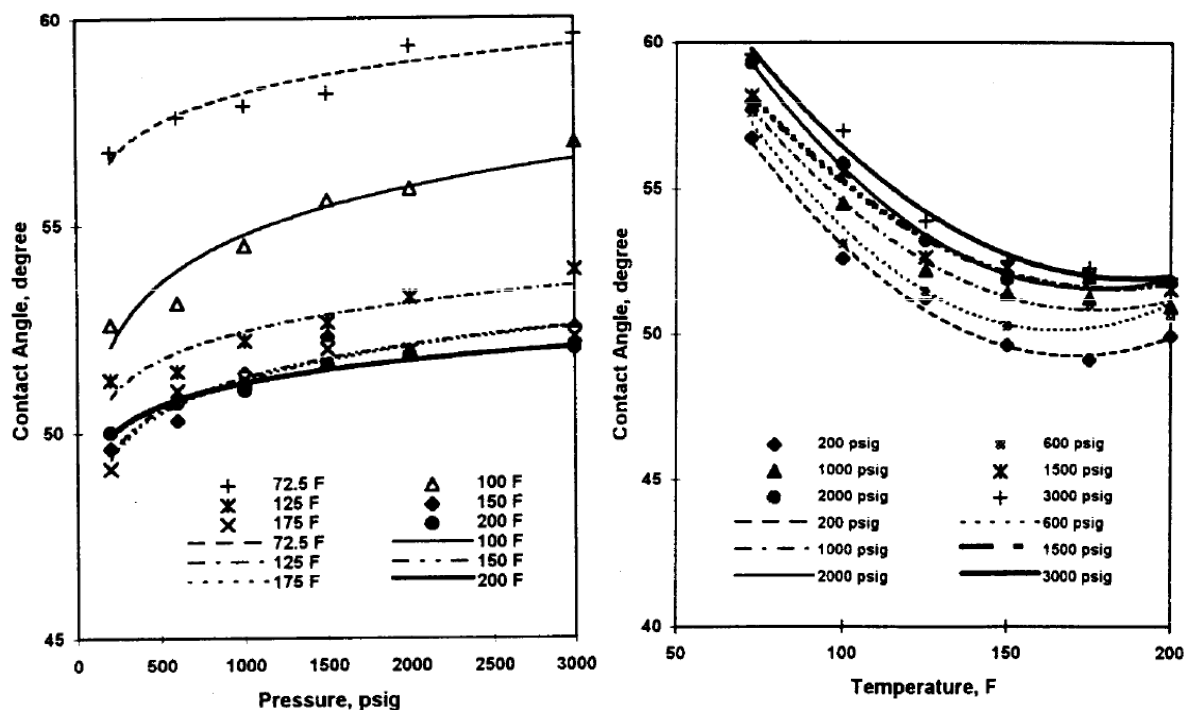 60
55
50
45
Contact Angle, degree
+ 72.5 F △ 100 F
125 F 150 F
175 F 200 F
72.5 F 100 F
125 F 150 F
175 F 200 F
0 500 1000 1500 2000 2500 3000
Pressure, psig
60
55
50
45
40
Contact Angle, degree
200 psig 600 psig
1000 psig 1500 psig
2000 psig 3000 psig
200 psig 600 psig
1000 psig 1500 psig
2000 psig 3000 psig
50 100 150 200
Temperature, F